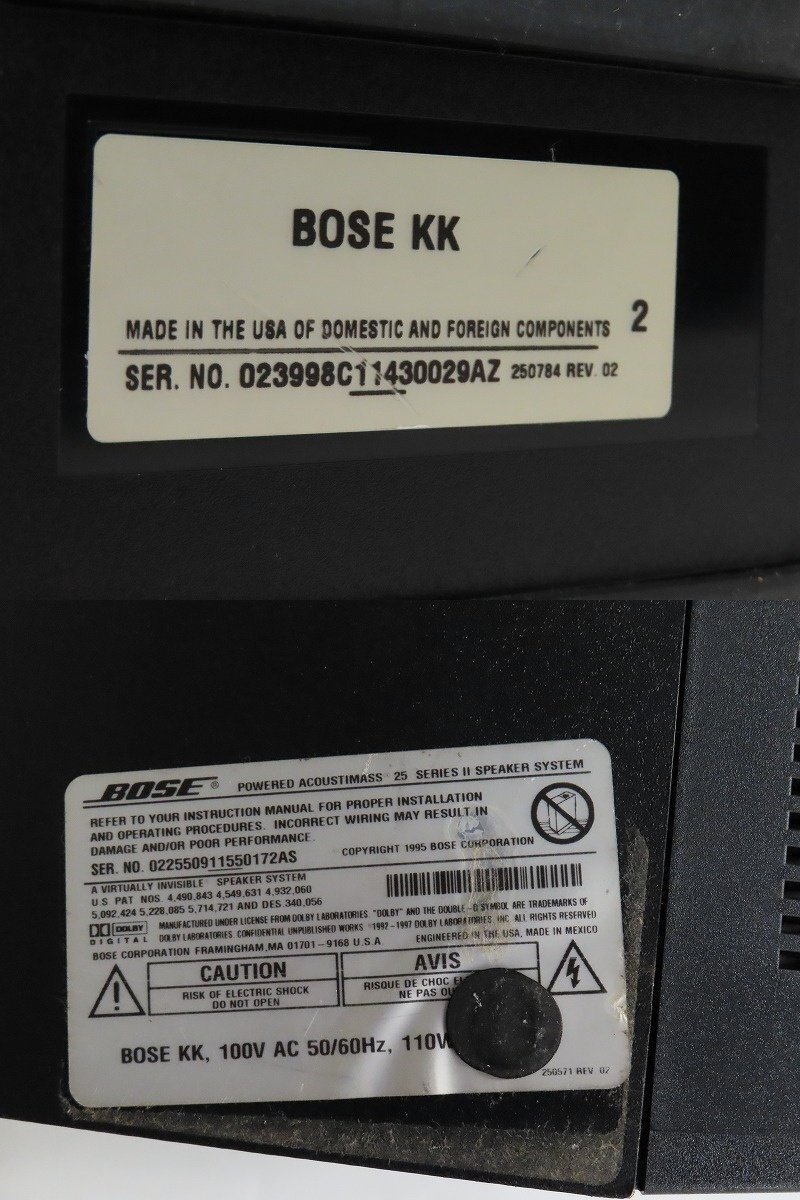 BOSE KK
MADE IN THE USA OF DOMESTIC AND FOREIGN COMPONENTS 2
SER. NO. 023998C11430029AZ 250784 REV. 02
BOSE® POWERED ACOUSTIMASS® 25 SERIES II SPEAKER SYSTEM
REFER TO YOUR INSTRUCTION MANUAL FOR PROPER INSTALLATION
AND OPERATING PROCEDURES. INCORRECT WIRING MAY RESULT IN
DAMAGE AND/OR POOR PERFORMANCE.
COPYRIGHT 1995 BOSE CORPORATION
SER. NO. 022550911550172AS
A VIRTUALLY INVISIBLE® SPEAKER SYSTEM
U.S PAT NOS. 4,490,843 4,549,631 4,932,060
5,092,424 5,228,085 5,714,721 AND DES. 340,056
DOLBY DIGITAL
MANUFACTURED UNDER LICENSE FROM DOLBY LABORATORIES "DOLBY" AND THE DOUBLE-D SYMBOL ARE TRADEMARKS OF
DOLBY LABORATORIES. CONFIDENTIAL UNPUBLISHED WORKS ©1992-1997 DOLBY LABORATORIES, INC. ALL RIGHTS RESERVED
BOSE CORPORATION FRAMINGHAM, MA 01701-9168 U.S.A
ENGINEERED IN THE USA, MADE IN MEXICO
CAUTION
RISK OF ELECTRIC SHOCK
DO NOT OPEN
AVIS
RISQUE DE CHOC
NE PAS
BOSE KK, 100V AC 50/60Hz, 110W
250571 REV. 02